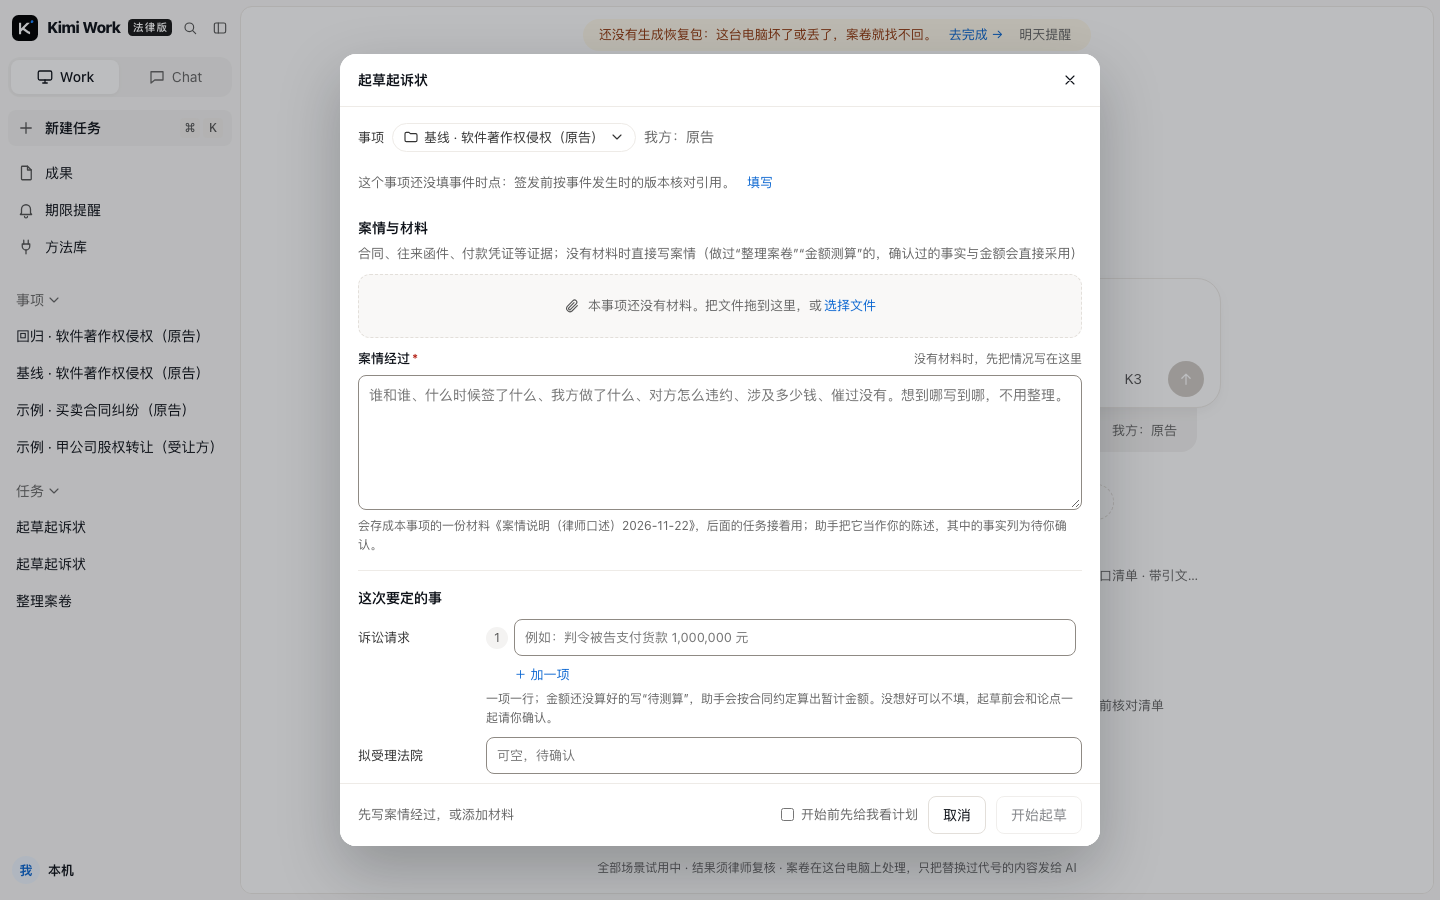 Kimi Work 法律版
Work
Chat
新建任务 ⌘ K
成果
期限提醒
方法库
事项
回归 · 软件著作权侵权（原告）
基线 · 软件著作权侵权（原告）
示例 · 买卖合同纠纷（原告）
示例 · 甲公司股权转让（受让方）
任务
起草起诉状
起草起诉状
整理案卷
我 本机
还没有生成恢复包：这台电脑坏了或丢了，案卷就找不回。 去完成 → 明天提醒
起草起诉状
事项 基线 · 软件著作权侵权（原告） 我方：原告
这个事项还没填事件时点：签发前按事件发生时的版本核对引用。 填写
案情与材料
合同、往来函件、付款凭证等证据；没有材料时直接写案情（做过“整理案卷”“金额测算”的，确认过的事实与金额会直接采用）
本事项还没有材料。把文件拖到这里，或 选择文件
案情经过* 没有材料时，先把情况写在这里
谁和谁、什么时候签了什么、我方做了什么、对方怎么违约、涉及多少钱、催过没有。想到哪写到哪，不用整理。
会存成本事项的一份材料《案情说明（律师口述）2026-11-22》，后面的任务接着用；助手把它当作你的陈述，其中的事实列为待你确
认。
这次要定的事
诉讼请求 1 例如：判令被告支付货款 1,000,000 元
+ 加一项
一项一行；金额还没算好的写“待测算”，助手会按合同约定算出暂计金额。没想好可以不填，起草前会和论点一
起请你确认。
拟受理法院 可空，待确认
先写案情经过，或添加材料 开始前先给我看计划 取消 开始起草
K3
我方：原告
口清单 · 带引文...
前核对清单
全部场景试用中 · 结果须律师复核 · 案卷在这台电脑上处理，只把替换过代号的内容发给 AI